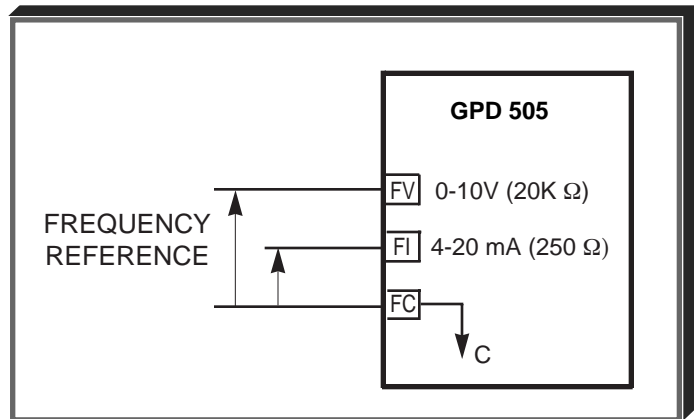 GPD 505
FV 0-10V (20K Ω)
FREQUENCY
REFERENCE
FI 4-20 mA (250 Ω)
FC
C